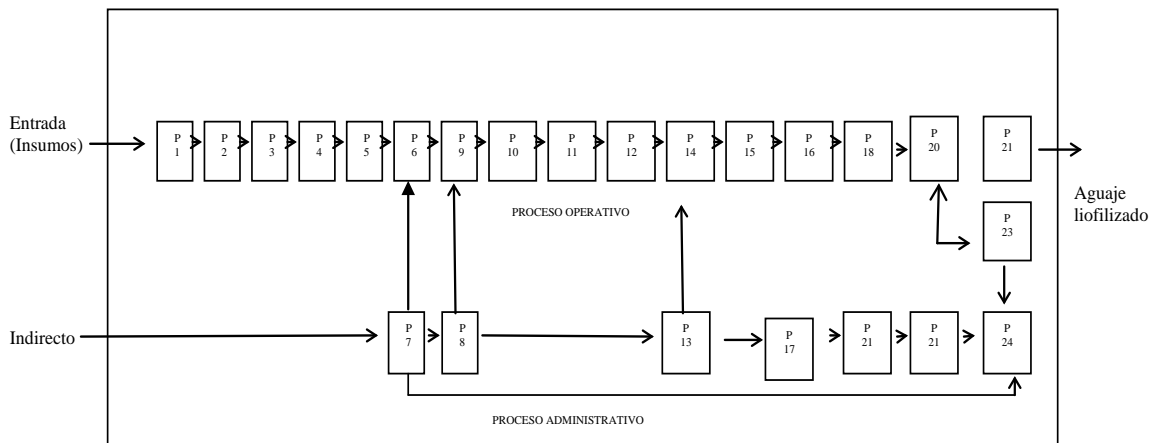 Entrada
(Insumos)
P
1
P
2
P
3
P
4
P
5
P
6
P
9
P
10
P
11
P
12
P
14
P
15
P
16
P
18
P
20
P
21
Aguaje
liofilizado
PROCESO OPERATIVO
P
23
Indirecto
P
7
P
8
P
13
P
17
P
21
P
21
P
24
PROCESO ADMINISTRATIVO